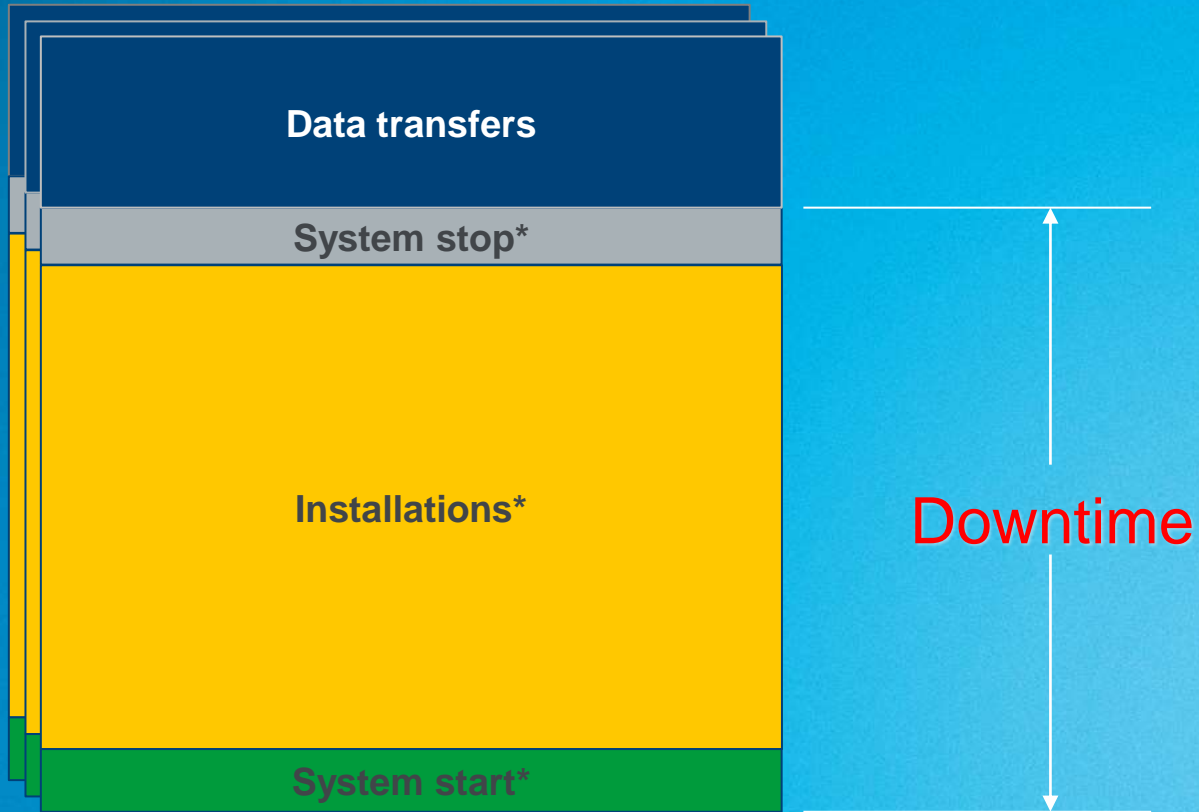 Data transfers
System stop*
Installations*
Downtime
System start*